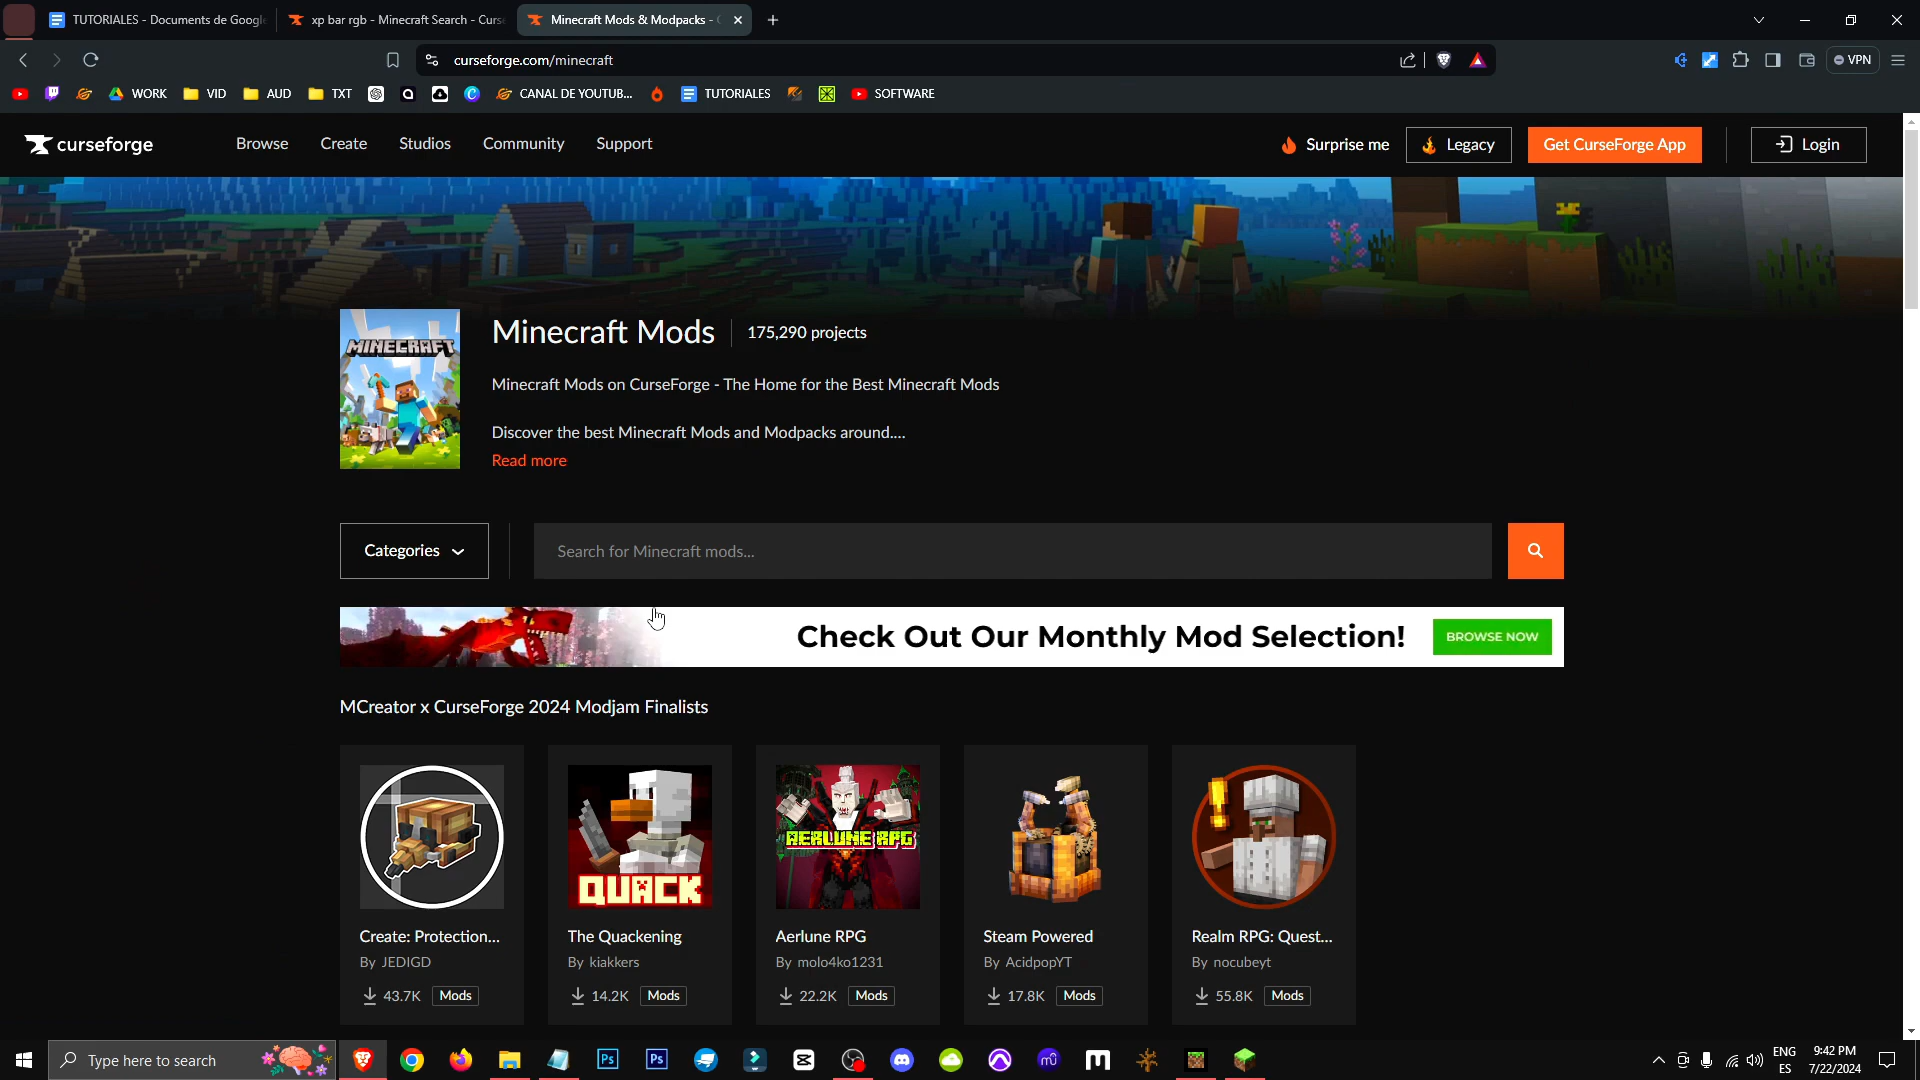 TUTORIALES - Documentos de Google
xp bar rgb - Minecraft Search - Curse
Minecraft Mods & Modpacks -
curseforge.com/minecraft
VPN
WORK
VID
AUD
TXT
CANAL DE YOUTUB...
TUTORIALES
SOFTWARE
curseforge
Browse
Create
Studios
Community
Support
Surprise me
Legacy
Get CurseForge App
Login
MINECRAFT
Minecraft Mods
175,290 projects
Minecraft Mods on CurseForge - The Home for the Best Minecraft Mods
Discover the best Minecraft Mods and Modpacks around....
Read more
Categories
Search for Minecraft mods...
Check Out Our Monthly Mod Selection!
BROWSE NOW
MCreator x CurseForge 2024 Modjam Finalists
QUACK
AERLUNE RPG
Create: Protection...
By JEDIGD
43.7K Mods
The Quackening
By kiakkers
14.2K Mods
Aerlune RPG
By molo4ko1231
22.2K Mods
Steam Powered
By AcidpopYT
17.8K Mods
Realm RPG: Quest...
By nocubeyt
55.8K Mods
Type here to search
Ps
Ps
ENG
ES
9:42 PM
7/22/2024